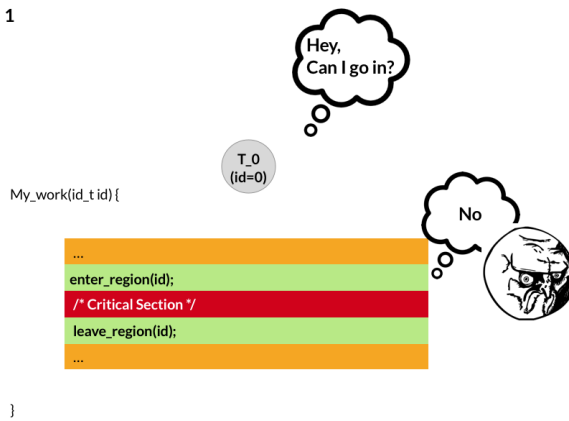 1
Hey,
Can I go in?
T_0
(id=0)
My_work(id_t id) {
No
...
enter_region(id);
/* Critical Section */
leave_region(id);
...
}